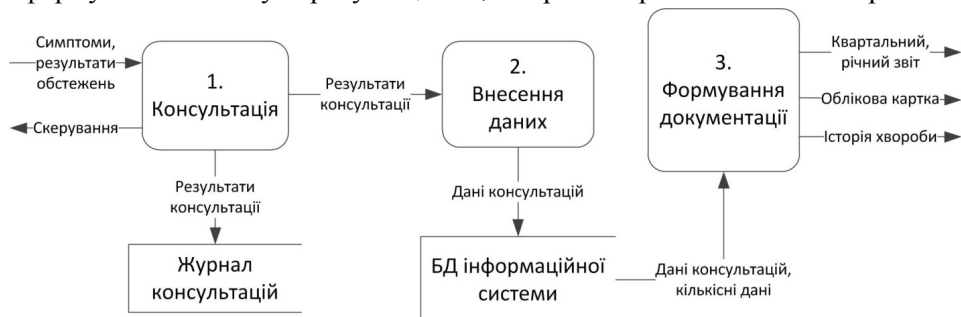 Симптоми,
результати
обстежень
Скерування
1.
Консультація
Результати
консультації
Журнал
консультацій
Результати
консультації
2.
Внесення
даних
Дані консультацій
БД інформаційної
системи
Дані консультацій,
кількісні дані
3.
Формування
документації
Квартальний,
річний звіт
Облікова картка
Історія хвороби